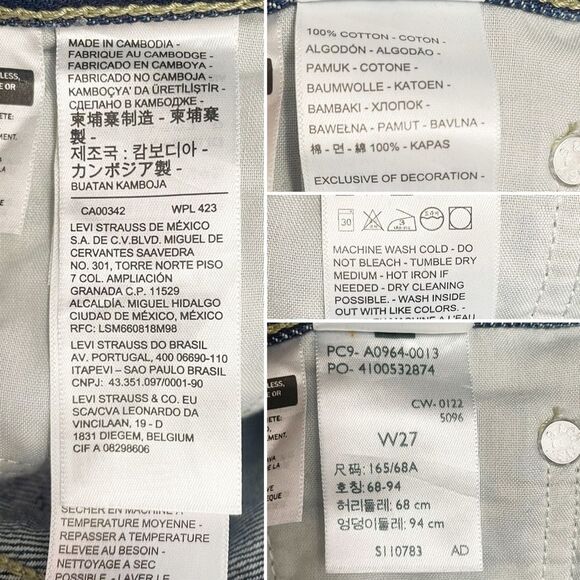 MADE IN CAMBODIA -
FABRIQUE AU CAMBODGE -
FABRICADO EN CAMBOYA -
FABRICADO NO CAMBOJA -
KAMBOÇYA' DA ÜRETİLİŞTİR -
СДЕЛАНО В КАМБОДЖЕ -
柬埔寨制造 - 柬埔寨
製 -
제조국 : 캄보디아 -
カンボジア製 -
BUATAN KAMBOJA
CA00342 WPL 423
LEVI STRAUSS DE MÉXICO
S.A. DE C.V.BLVD. MIGUEL DE
CERVANTES SAAVEDRA
NO. 301, TORRE NORTE PISO
7 COL. AMPLIACIÓN
GRANADA C.P. 11529
ALCALDÍA. MIGUEL HIDALGO
CIUDAD DE MÉXICO, MÉXICO
RFC: LSM660818M98
LEVI STRAUSS DO BRASIL
AV. PORTUGAL, 400 06690-110
ITAPEVI – SAO PAULO BRASIL
CNPJ: 43.351.097/0001-90
LEVI STRAUSS & CO. EU
SCA/CVA LEONARDO DA
VINCILAAN, 19 - D
1831 DIEGEM, BELGIUM
CIF A 08298606
SÉCHER EN MACHINE À
TEMPÉRATURE MOYENNE -
REPASSER A TEMPÉRATURE
ÉLEVÉE AU BESOIN -
NETTOYAGE À SEC
POSSIBLE. - LAVER À
100% COTTON - COTON -
ALGODÓN - ALGODÃO -
PAMUK - COTONE -
BAUMWOLLE - KATOEN -
BAMBAKI - ХЛОПОК -
BAWEŁNA - PAMUT - BAVLNA -
棉 - 면 - 綿 100% - KAPAS
EXCLUSIVE OF DECORATION -
30
MACHINE WASH COLD - DO
NOT BLEACH - TUMBLE DRY
MEDIUM - HOT IRON IF
NEEDED - DRY CLEANING
POSSIBLE. - WASH INSIDE
OUT WITH LIKE COLORS. -
PC9- A0964-0013
PO- 4100532874
CW- 0122
5096
W27
尺码: 165/68A
호칭: 68-94
허리둘레: 68 cm
엉덩이둘레: 94 cm
S110783 AD